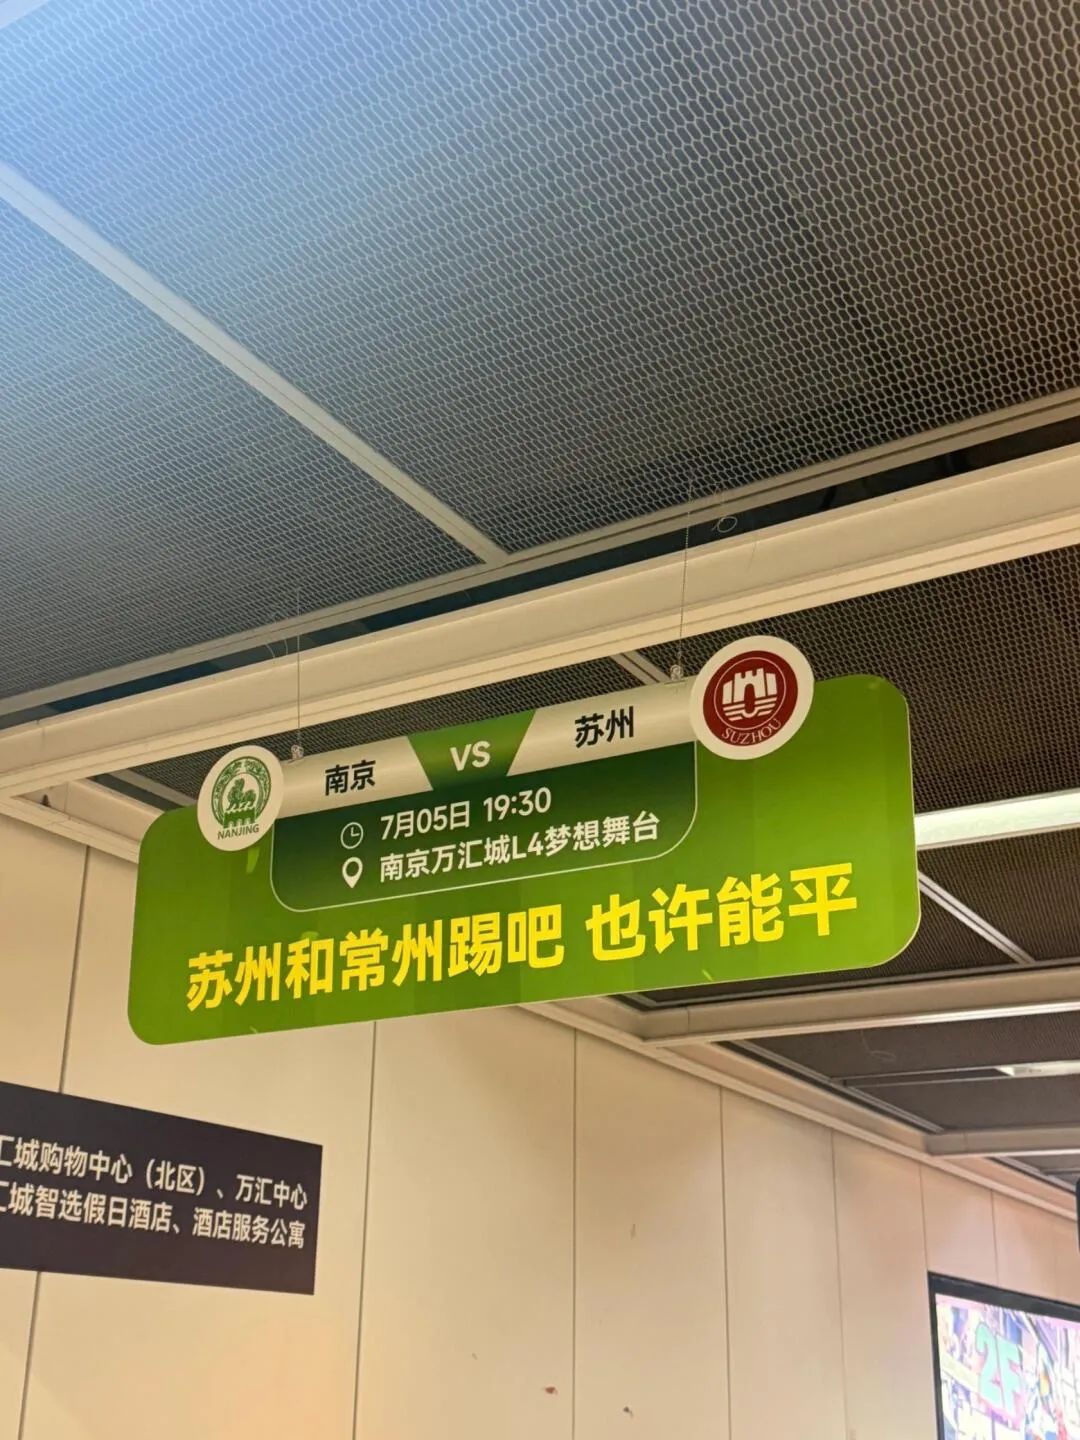 南京 VS 苏州
NANJING
SUZHOU
7月05日 19:30
南京万汇城L4梦想舞台
苏州和常州踢吧 也许能平
汇城购物中心（北区）、万汇中心
汇城智选假日酒店、酒店服务公寓
2F